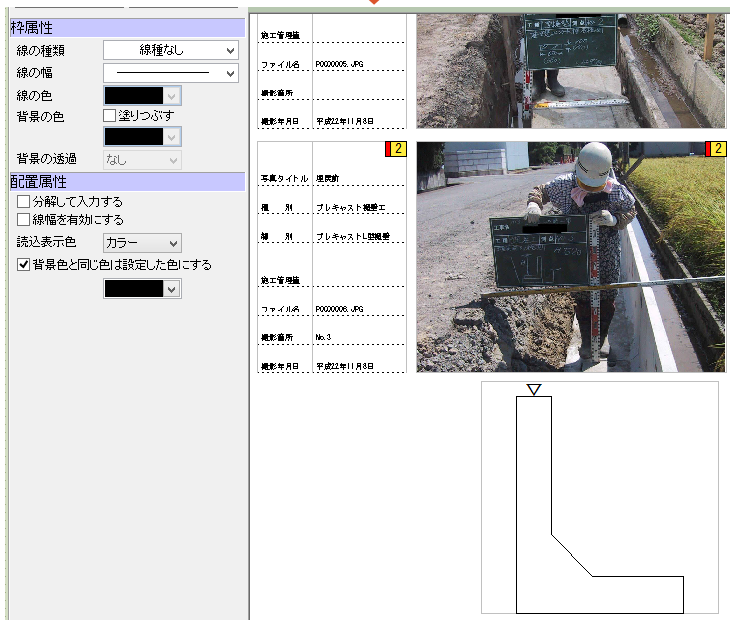 枠属性
線の種類 線種なし
線の幅
線の色
背景の色 塗りつぶす
背景の透過 なし
配置属性
分解して入力する
線幅を有効にする
読込表示色 カラー
背景色と同じ色は設定した色にする
施工管理値
ファイル名 P0000005.JPG
撮影箇所
撮影年月日 平成22年11月8日
2
2
写真タイトル 埋戻前
種　別 プレキャスト擁壁工
細　別 プレキャストL型擁壁
施工管理値
ファイル名 P0000006.JPG
撮影箇所 No.3
撮影年月日 平成22年11月8日
工事名
工種
測点